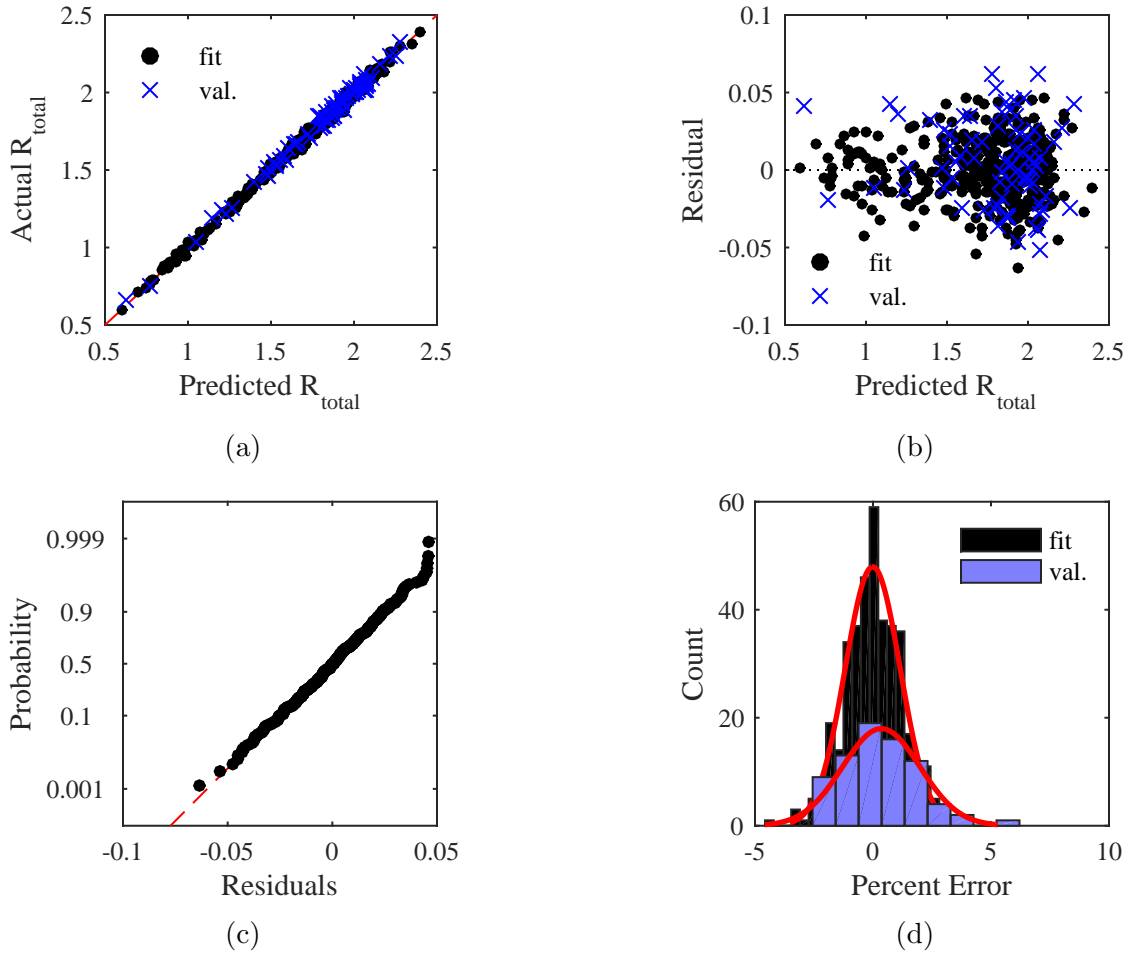 2.5
2
1.5
1
0.5
0.5
1
1.5
2
2.5
Actual R_total
Predicted R_total
fit
val.
(a)
0.1
0.05
0
-0.05
-0.1
0.5
1
1.5
2
2.5
Residual
Predicted R_total
fit
val.
(b)
0.999
0.9
0.5
0.1
0.001
-0.1
-0.05
0
0.05
Probability
Residuals
(c)
60
40
20
0
-5
0
5
10
Count
Percent Error
fit
val.
(d)